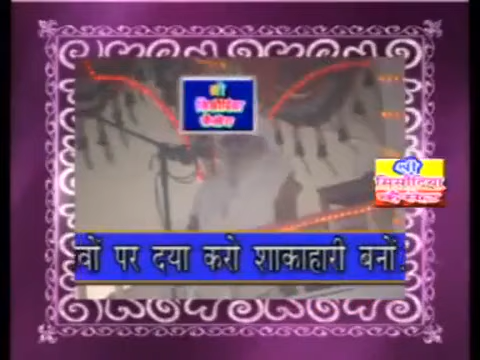 श्री
सिसौदिया
वों पर दया करो शाकाहारी बनों.
श्री
सिसौदिया